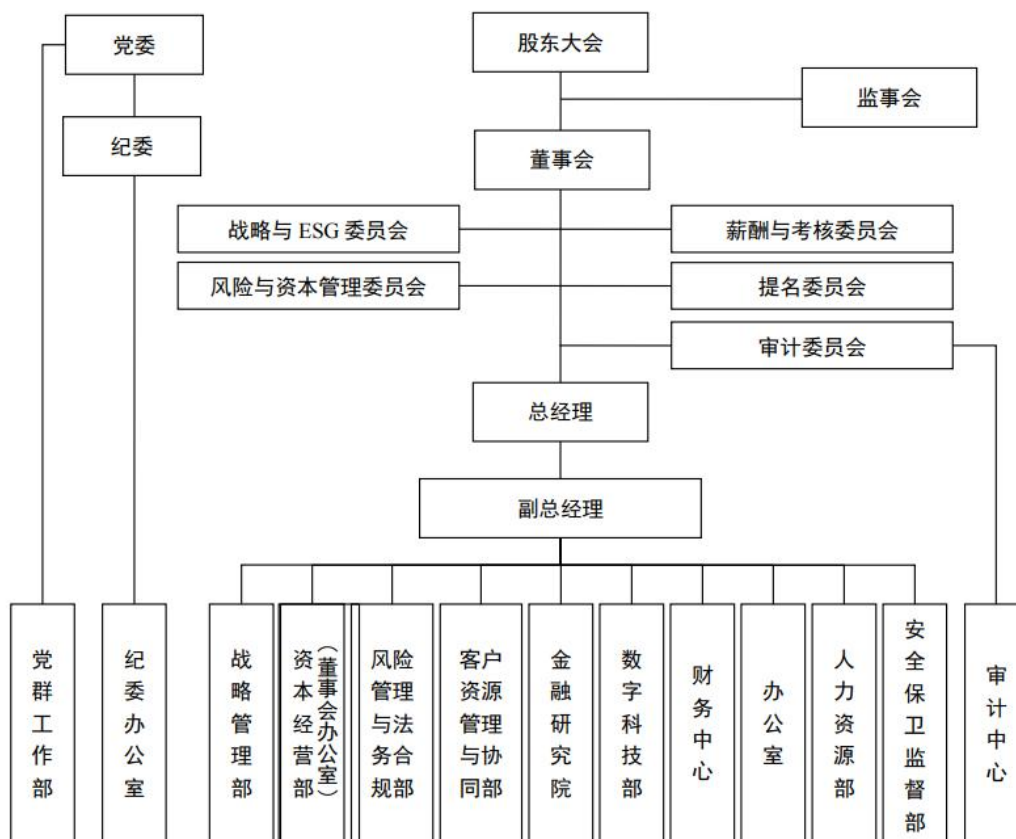 党委
股东大会
监事会
纪委
董事会
战略与 ESG 委员会
薪酬与考核委员会
风险与资本管理委员会
提名委员会
审计委员会
总经理
副总经理
党群工作部
纪委办公室
战略管理部
资本经营部
（董事会办公室）
风险
管理
与法
务合
规部
客户
资源
管理
与协
同部
金融研究院
数字科技部
财务中心
办公室
人力资源部
安全保卫监督部
审计中心